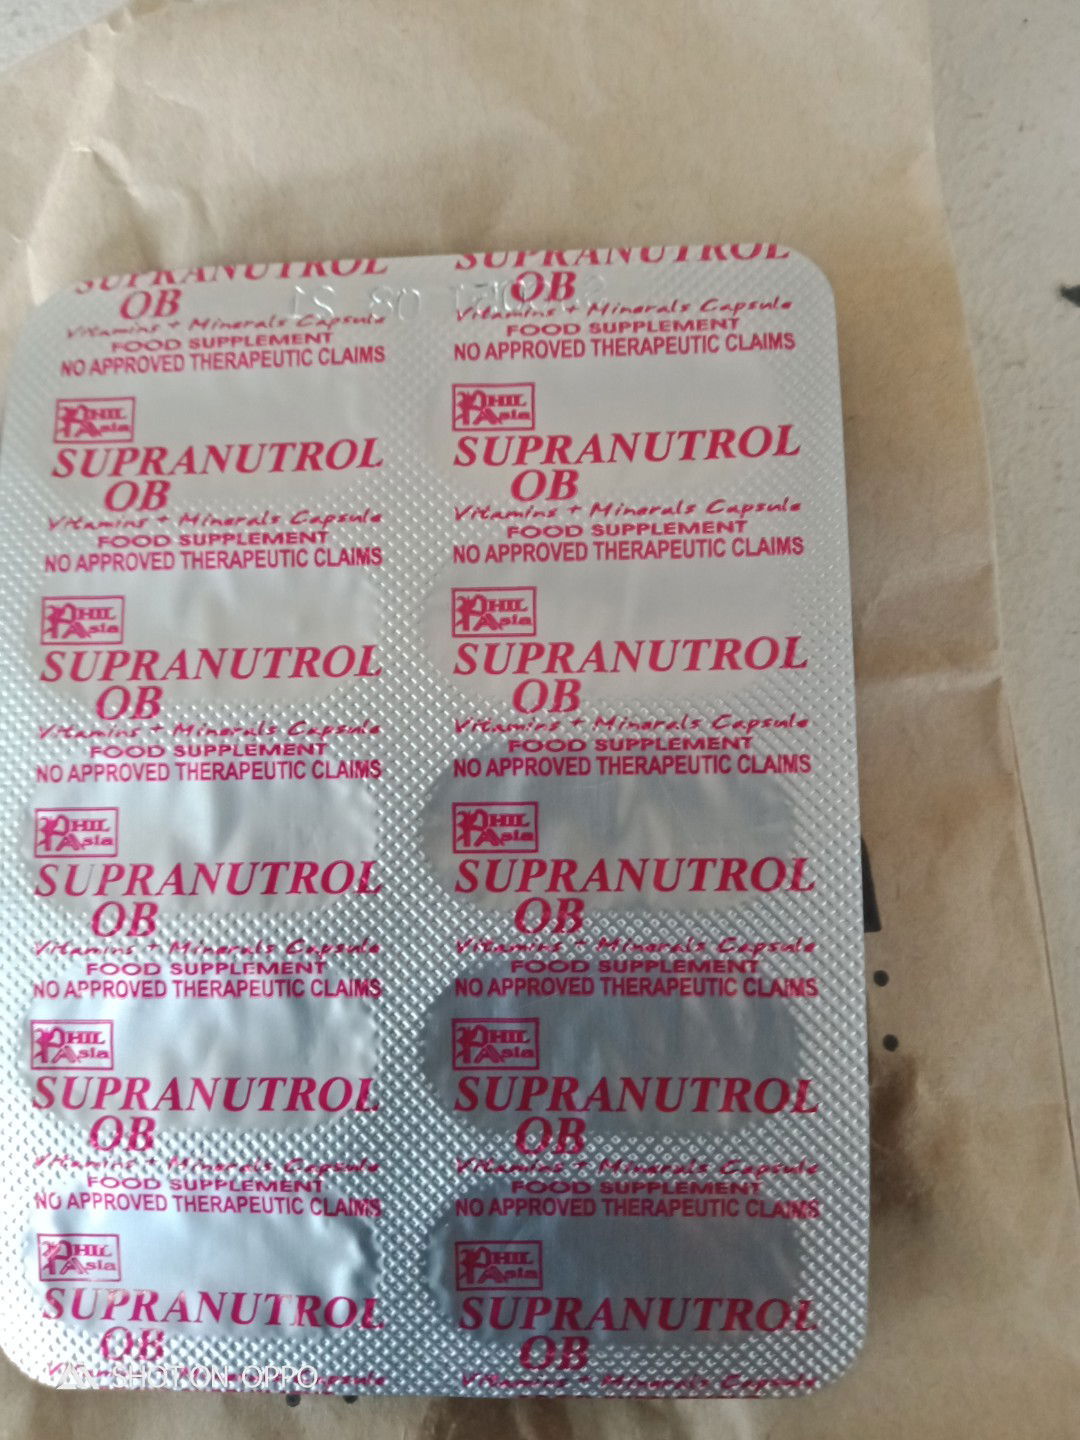 SUPRANUTROL
OB
Vitamins + Minerals Capsule
FOOD SUPPLEMENT
NO APPROVED THERAPEUTIC CLAIMS
PHIL
Asia
SUPRANUTROL
OB
Vitamins + Minerals Capsule
FOOD SUPPLEMENT
NO APPROVED THERAPEUTIC CLAIMS
PHIL
Asia
SUPRANUTROL
OB
Vitamins + Minerals Capsule
FOOD SUPPLEMENT
NO APPROVED THERAPEUTIC CLAIMS
PHIL
Asia
SUPRANUTROL
OB
Vitamins + Minerals Capsule
FOOD SUPPLEMENT
NO APPROVED THERAPEUTIC CLAIMS
PHIL
Asia
SUPRANUTROL
OB
Vitamins + Minerals Capsule
FOOD SUPPLEMENT
NO APPROVED THERAPEUTIC CLAIMS
PHIL
Asia
SUPRANUTROL
OB
SUPRANUTROL
OB
Vitamins + Minerals Capsule
FOOD SUPPLEMENT
NO APPROVED THERAPEUTIC CLAIMS
PHIL
Asia
SUPRANUTROL
OB
Vitamins + Minerals Capsule
FOOD SUPPLEMENT
NO APPROVED THERAPEUTIC CLAIMS
PHIL
Asia
SUPRANUTROL
OB
Vitamins + Minerals Capsule
FOOD SUPPLEMENT
NO APPROVED THERAPEUTIC CLAIMS
PHIL
Asia
SUPRANUTROL
OB
Vitamins + Minerals Capsule
FOOD SUPPLEMENT
NO APPROVED THERAPEUTIC CLAIMS
PHIL
Asia
SUPRANUTROL
OB
Vitamins + Minerals Capsule
FOOD SUPPLEMENT
NO APPROVED THERAPEUTIC CLAIMS
PHIL
Asia
SUPRANUTROL
OB
Vitamins + Minerals Capsule
SHOT ON OPPO